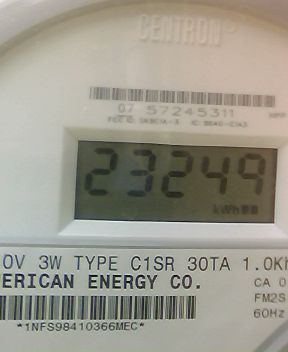 CENTRON
07 57245311
23249
kWh
0V 3W TYPE C1SR 30TA 1.0Kh
ERICAN ENERGY CO.
CA 0
FM2S
60Hz
*1NFS98410366MEC*